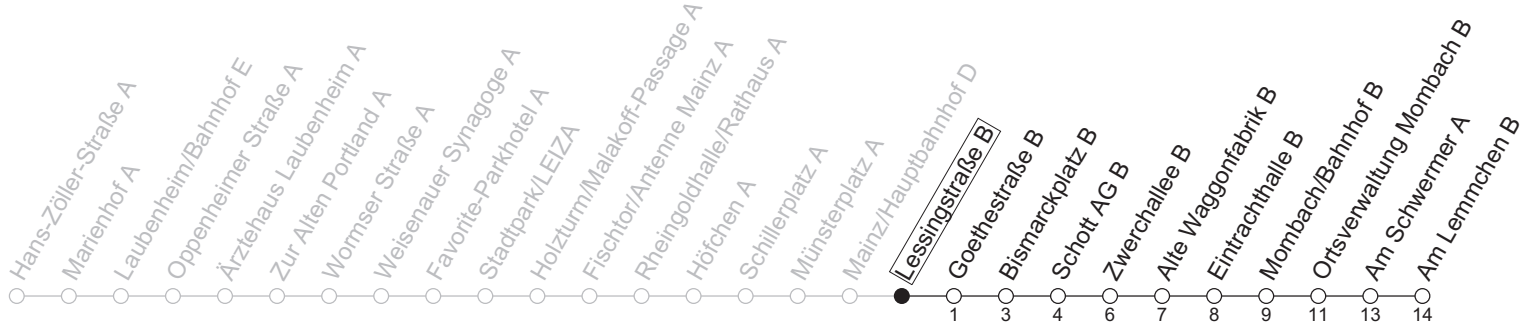 Hans-Zöller-Straße A
Marienhof A
Laubenheim/Bahnhof E
Oppenheimer Straße A
Ärztehaus Laubenheim A
Zur Alten Portland A
Wormser Straße A
Weisenauer Synagoge A
Favorite-Parkhotel A
Stadtpark/LEIZA
Holzturm/Malakoff-Passage A
Fischtor/Antenne Mainz A
Rheingoldhalle/Rathaus A
Höfchen A
Schillerplatz A
Münsterplatz A
Mainz/Hauptbahnhof D
Lessingstraße B
Goethestraße B
Bismarckplatz B
Schott AG B
Zwerchallee B
Alte Waggonfabrik B
Eintrachthalle B
Mombach/Bahnhof B
Ortsverwaltung Mombach B
Am Schwermer A
Am Lemmchen B
1 3 4 6 7 8 9 11 13 14